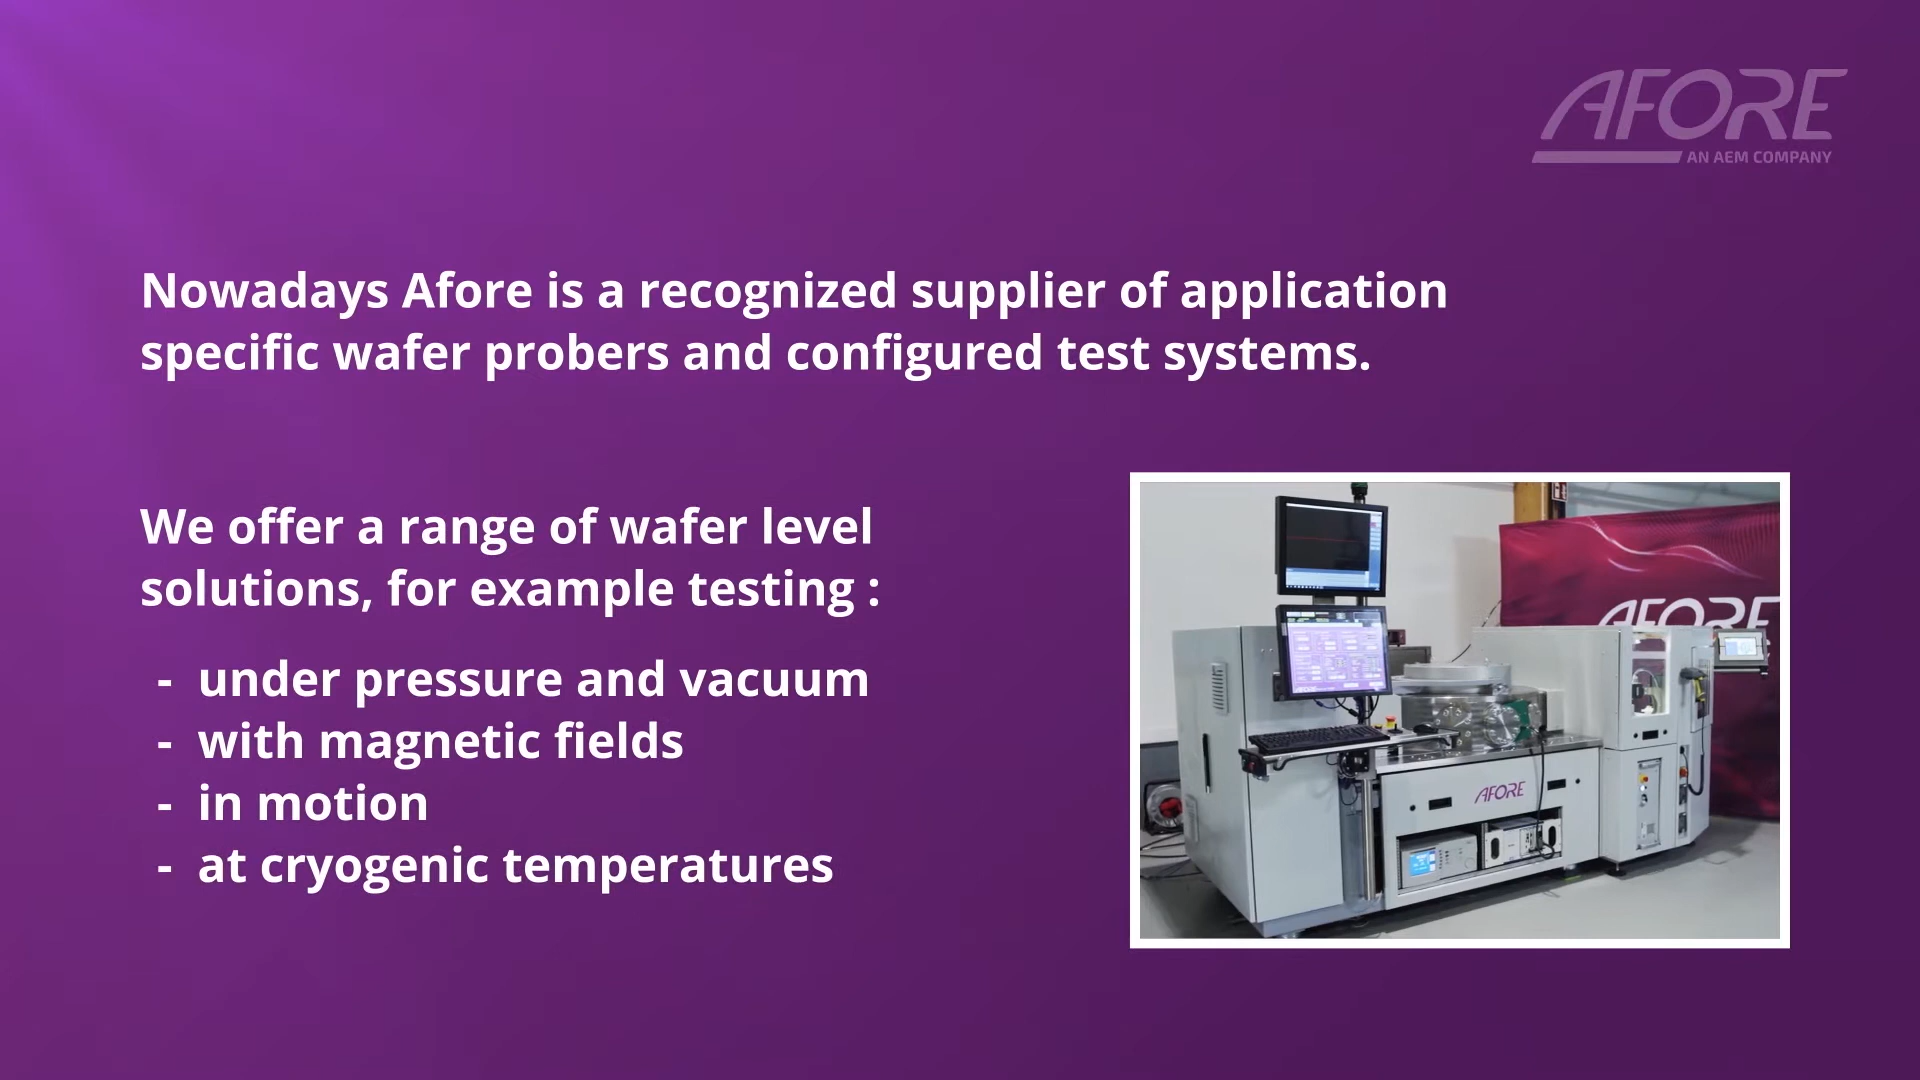 AFORE
AN AEM COMPANY
Nowadays Afore is a recognized supplier of application
specific wafer probers and configured test systems.
We offer a range of wafer level
solutions, for example testing :
- under pressure and vacuum
- with magnetic fields
- in motion
- at cryogenic temperatures
AFORE
AFORE